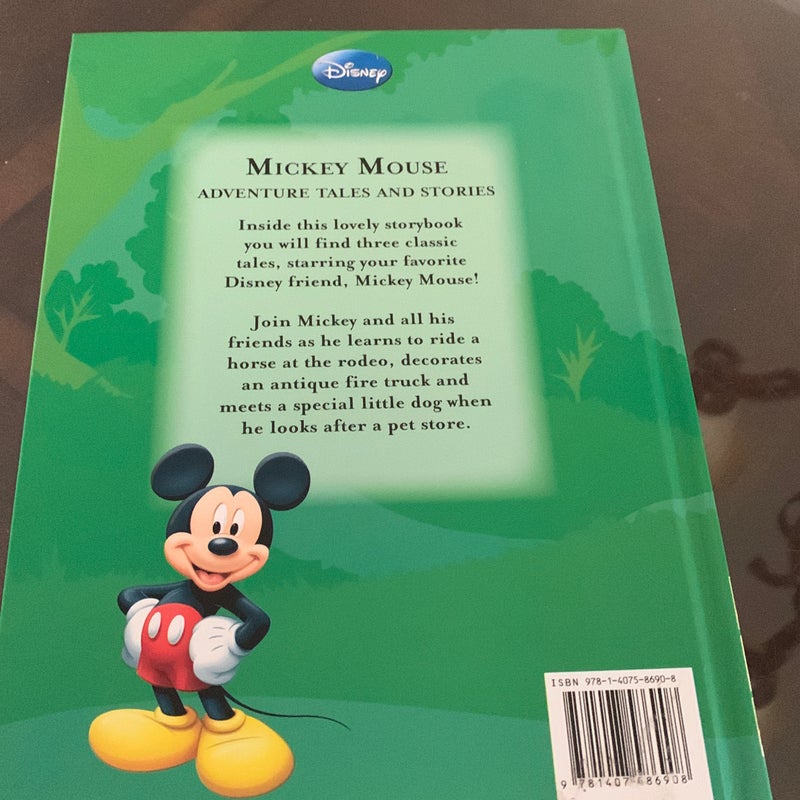 Disney
Mickey Mouse
adventure tales and stories
Inside this lovely storybook
you will find three classic
tales, starring your favorite
Disney friend, Mickey Mouse!
Join Mickey and all his
friends as he learns to ride a
horse at the rodeo, decorates
an antique fire truck and
meets a special little dog when
he looks after a pet store.
ISBN 978-1-4075-8690-8
9 781407 586908